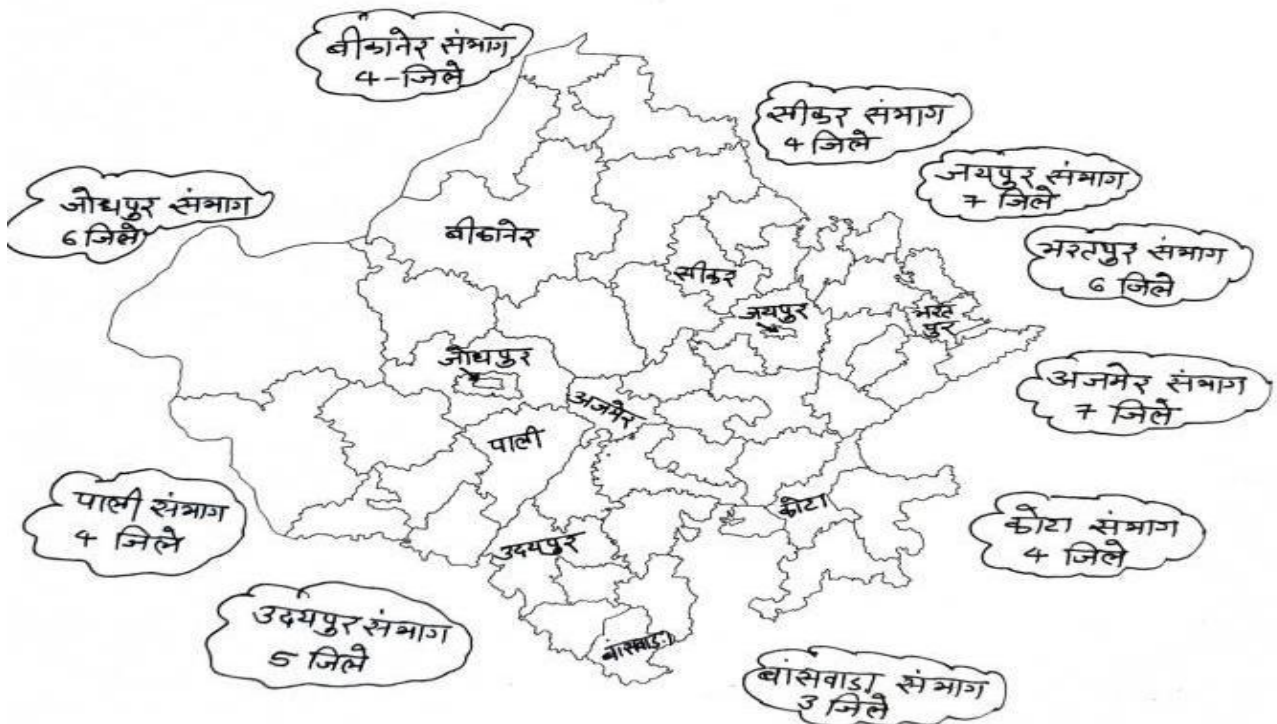 बीकानेर संभाग
4-जिले
सीकर संभाग
4 जिले
जयपुर संभाग
7 जिले
जोधपुर संभाग
6 जिले
भरतपुर संभाग
6 जिले
बीकानेर
सीकर
जयपुर
भरत
पुर
जोधपुर
अजमेर
पाली
अजमेर संभाग
7 जिले
पाली संभाग
4 जिले
कोटा
कोटा संभाग
4 जिले
उदयपुर
उदयपुर संभाग
5 जिले
बांसवाडा
बांसवाडा संभाग
3 जिले